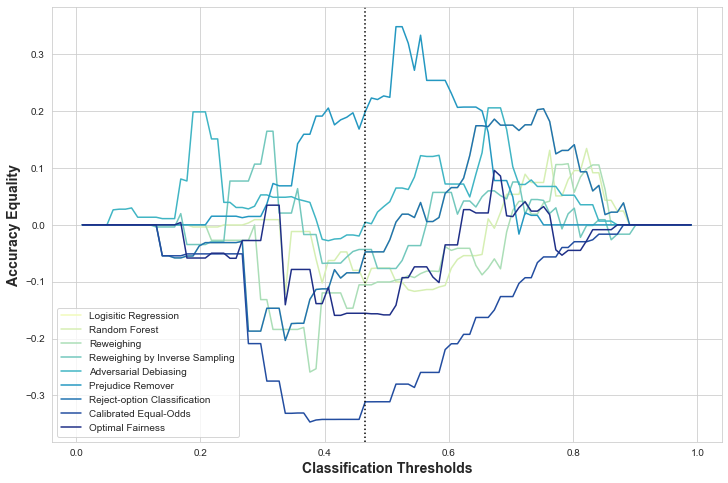 0.3
0.2
0.1
0.0
−0.1
−0.2
−0.3
Accuracy Equality
Logisitic Regression
Random Forest
Reweighing
Reweighing by Inverse Sampling
Adversarial Debiasing
Prejudice Remover
Reject-option Classification
Calibrated Equal-Odds
Optimal Fairness
0.0 0.2 0.4 0.6 0.8 1.0
Classification Thresholds